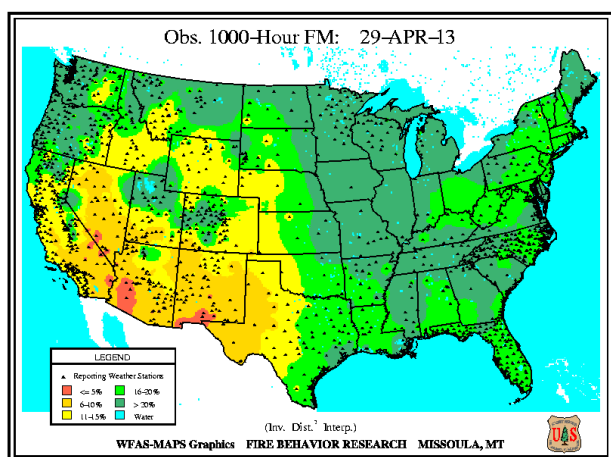 Obs. 1000-Hour FM: 29-APR-13
LEGEND
▲ Reporting Weather Stations
<= 5% 16-20%
6-10% > 20%
11-15% Water
(Inv. Dist.² Interp.)
WFAS-MAPS Graphics FIRE BEHAVIOR RESEARCH MISSOULA, MT
U S